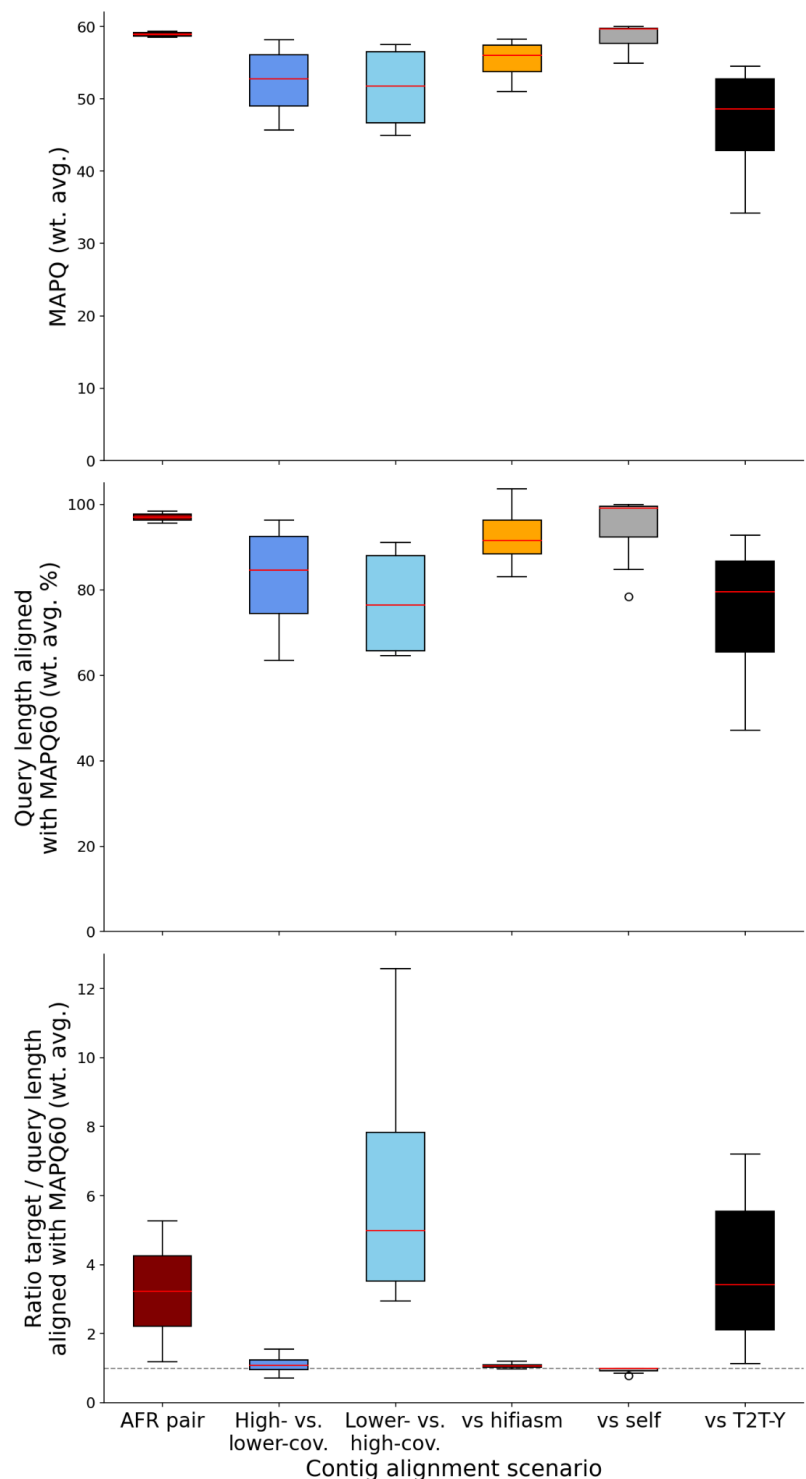 60
50
40
30
20
10
0
MAPQ (wt. avg.)
100
80
60
40
20
0
Query length aligned
with MAPQ60 (wt. avg. %)
12
10
8
6
4
2
0
Ratio target / query length
aligned with MAPQ60 (wt. avg.)
AFR pair
High- vs.
lower-cov.
Lower- vs.
high-cov.
vs hifiasm
vs self
vs T2T-Y
Contig alignment scenario